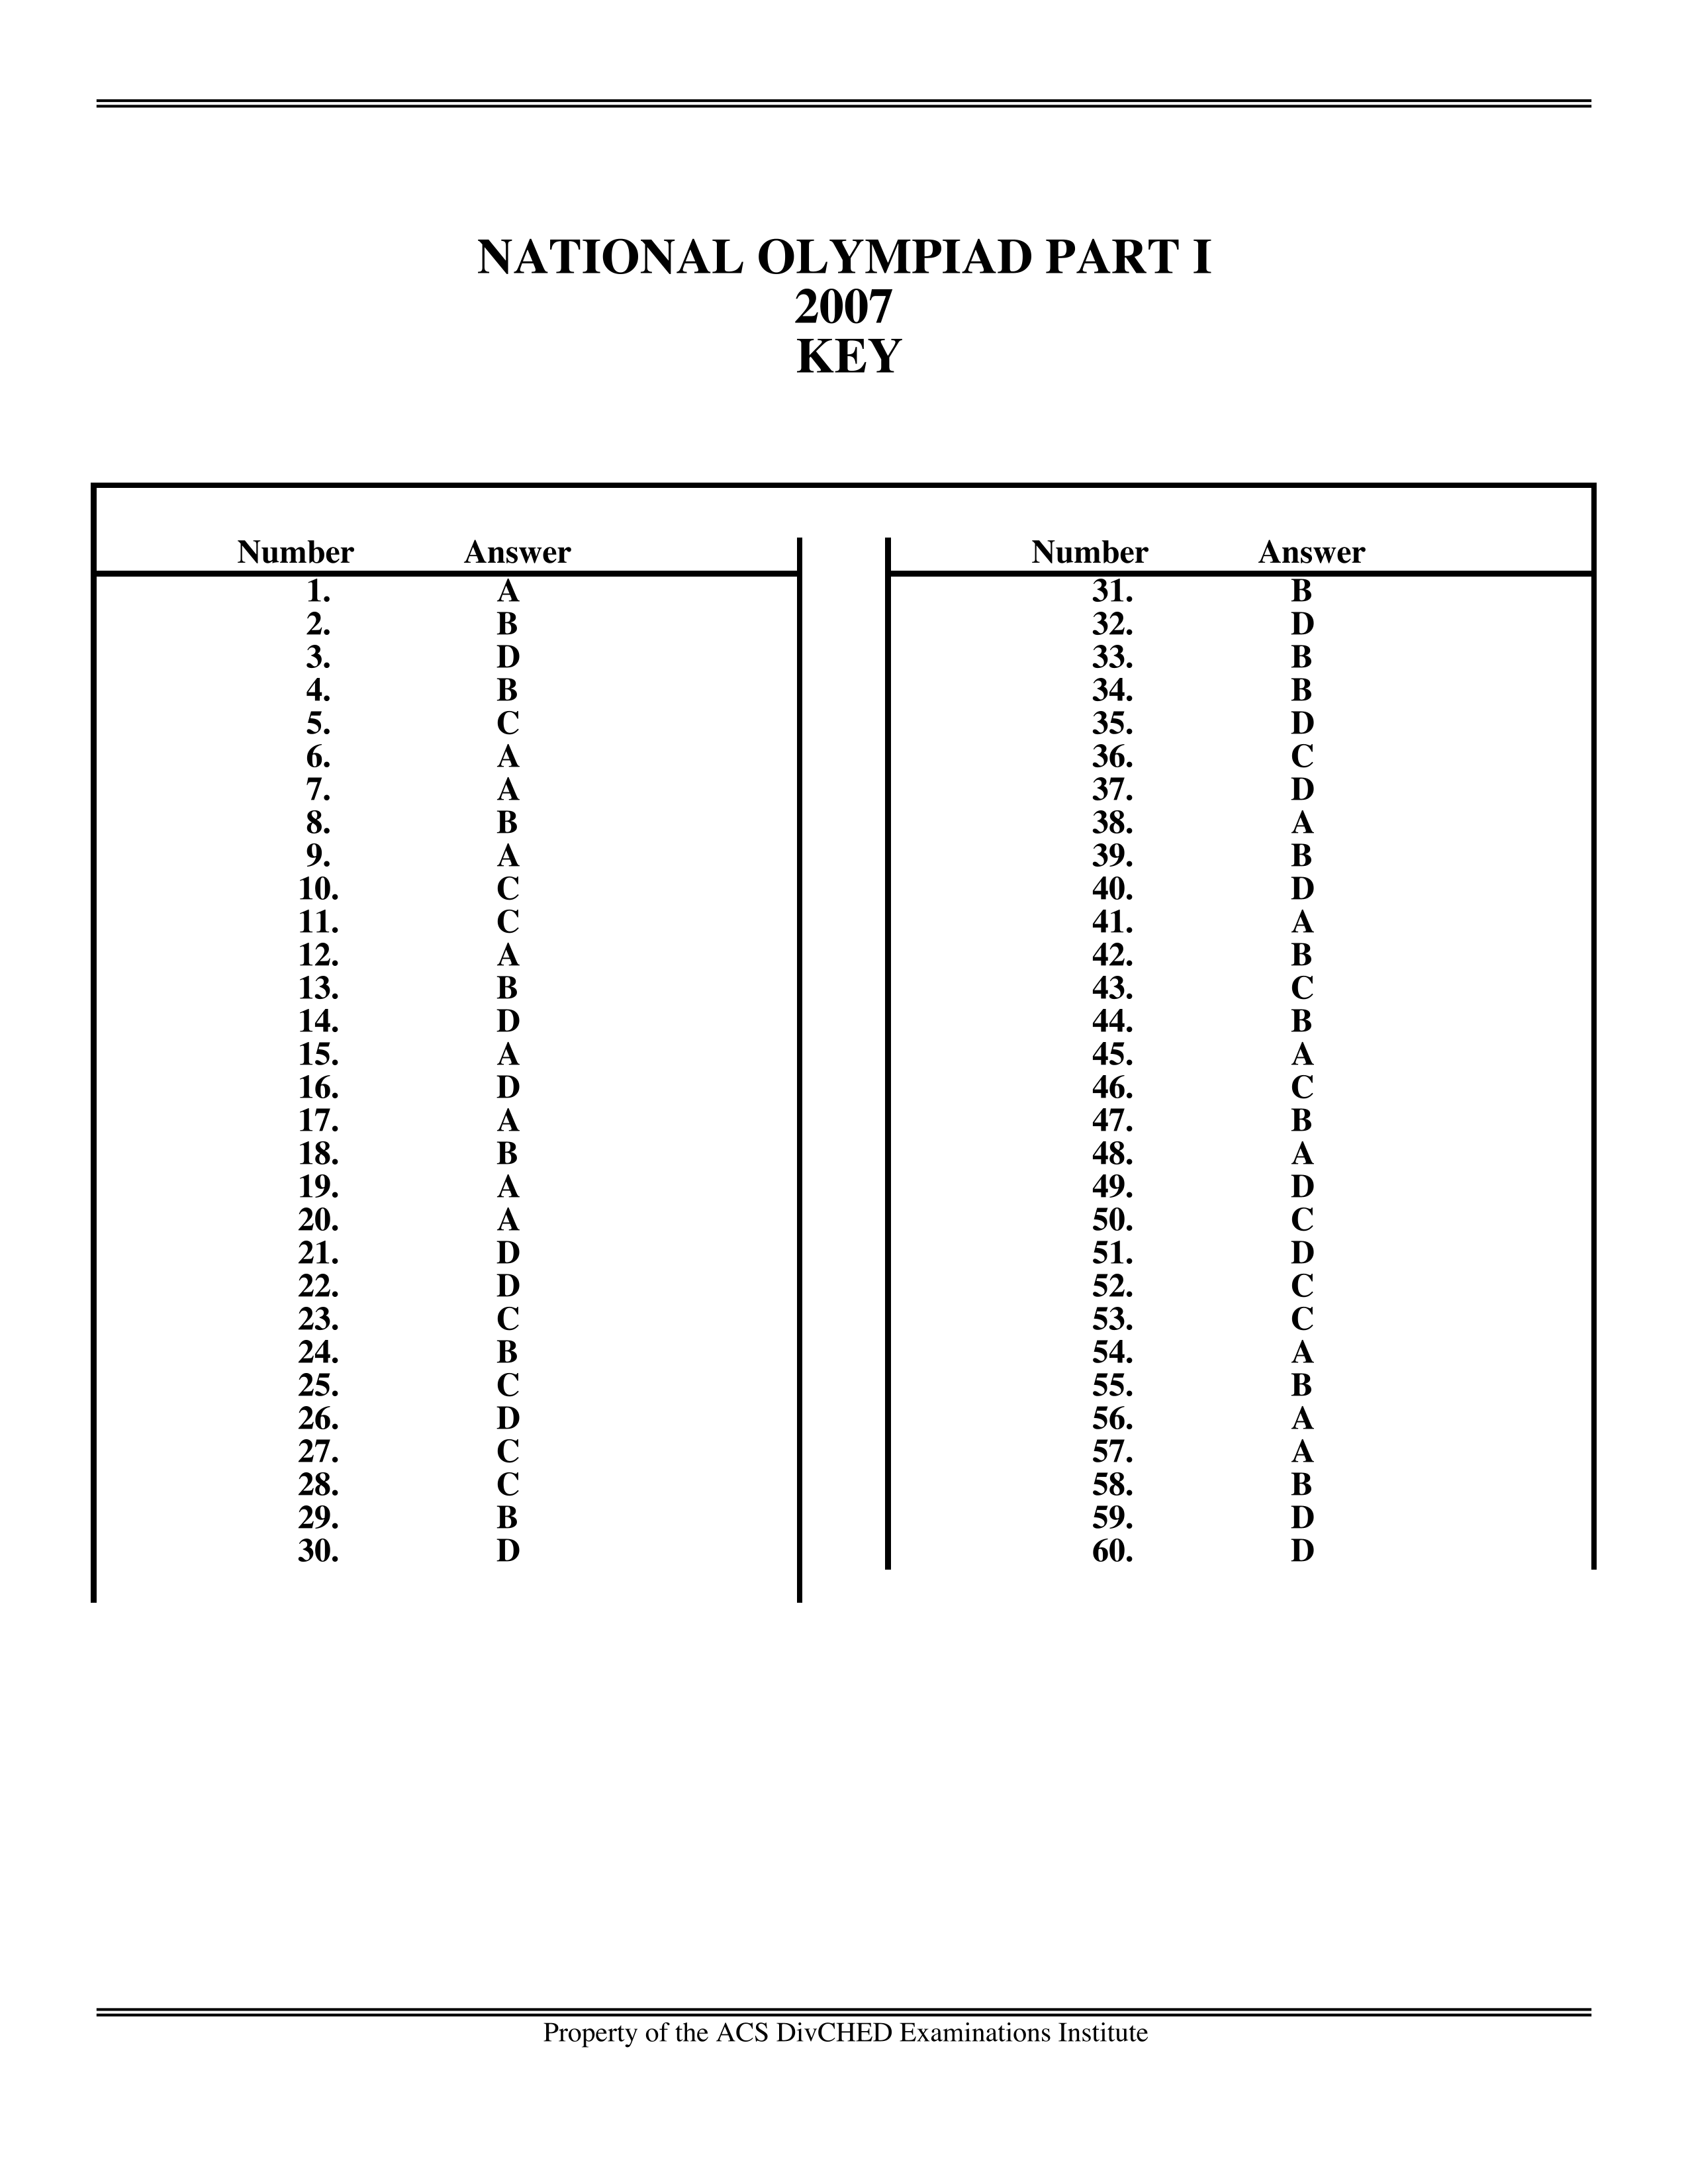 NATIONAL OLYMPIAD PART I
2007
KEY
Number Answer
1. A
2. B
3. D
4. B
5. C
6. A
7. A
8. B
9. A
10. C
11. C
12. A
13. B
14. D
15. A
16. D
17. A
18. B
19. A
20. A
21. D
22. D
23. C
24. B
25. C
26. D
27. C
28. C
29. B
30. D
Number Answer
31. B
32. D
33. B
34. B
35. D
36. C
37. D
38. A
39. B
40. D
41. A
42. B
43. C
44. B
45. A
46. C
47. B
48. A
49. D
50. C
51. D
52. C
53. C
54. A
55. B
56. A
57. A
58. B
59. D
60. D
Property of the ACS DivCHED Examinations Institute